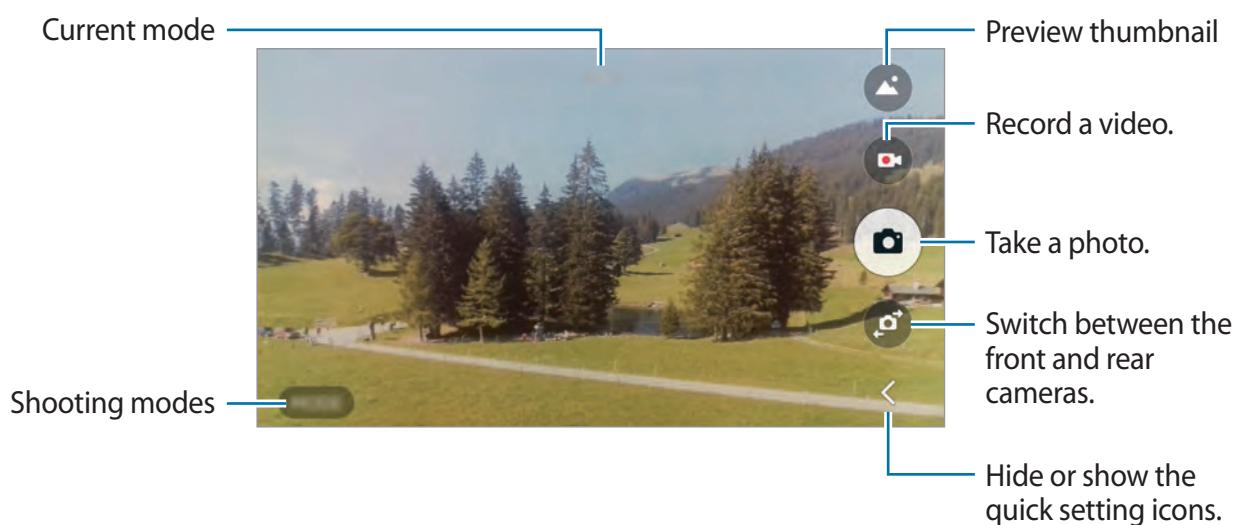 Current mode
Preview thumbnail
Record a video.
Take a photo.
Switch between the
front and rear
cameras.
Shooting modes
Hide or show the
quick setting icons.